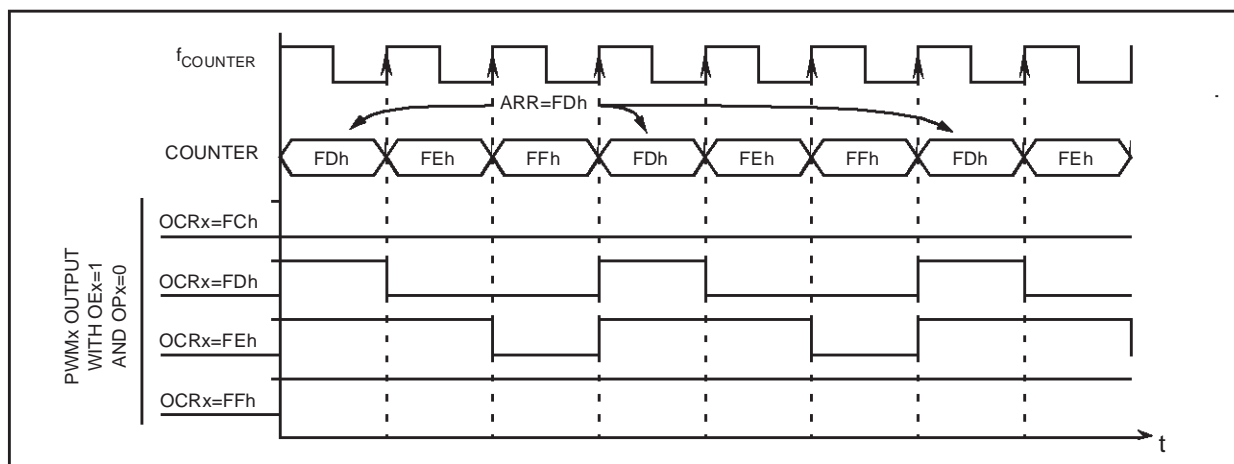 fCOUNTER
ARR=FDh
COUNTER
FDh FEh FFh FDh FEh FFh FDh FEh
PWMx OUTPUT
WITH OEx=1
AND OPx=0
OCRx=FCh
OCRx=FDh
OCRx=FEh
OCRx=FFh
t